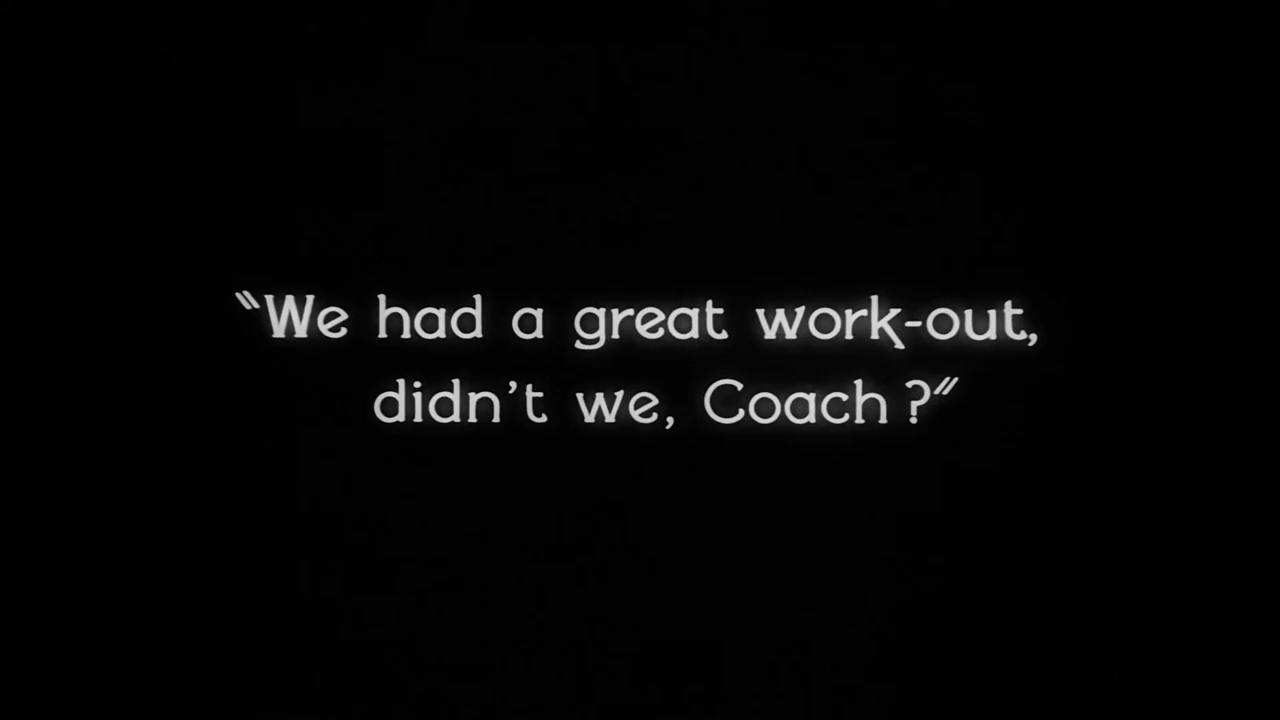 “We had a great work-out,
didn’t we, Coach?”